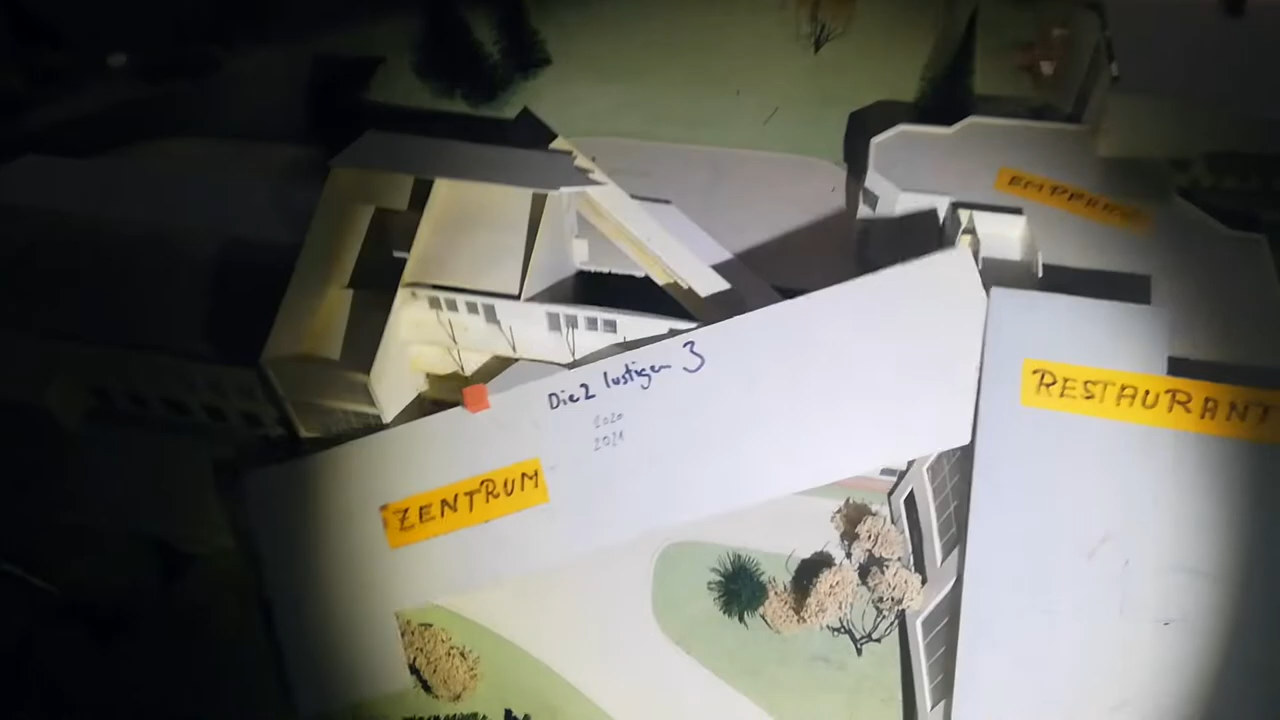 EMPFANG
Die 2 lustigen 3
2020
2021
RESTAURANT
ZENTRUM